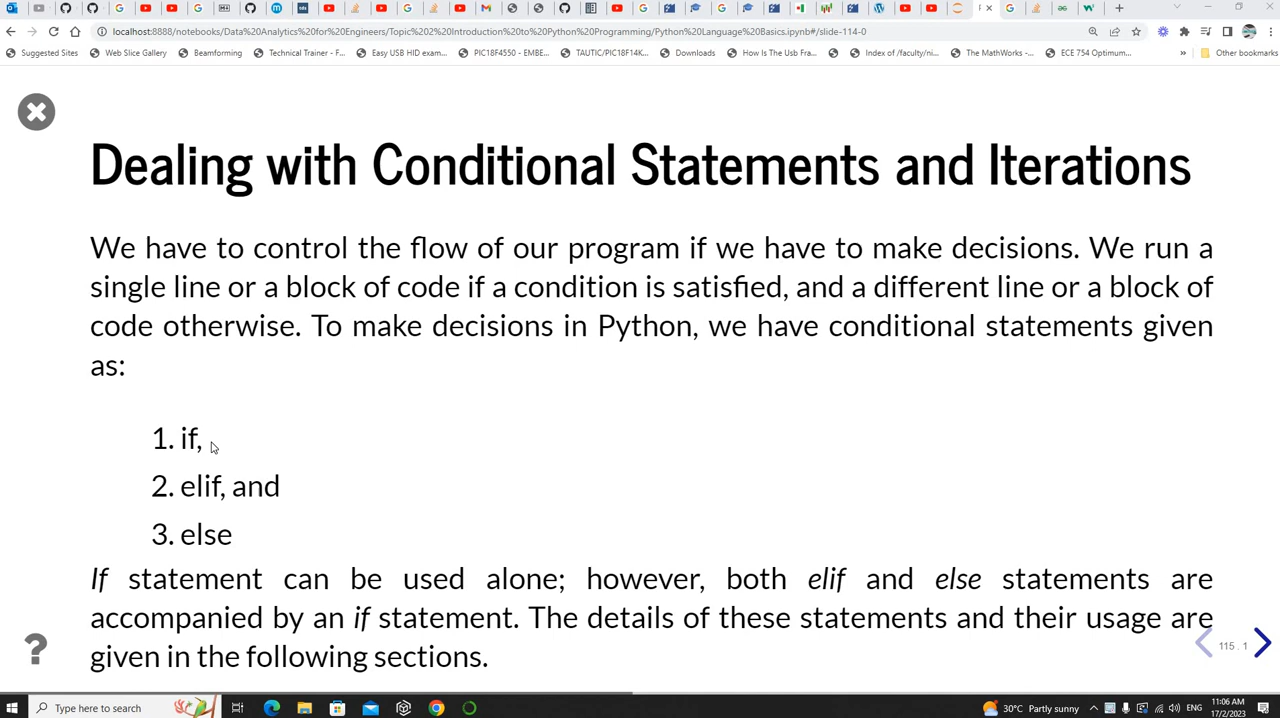 localhost:8888/notebooks/Data%20Analytics%20for%20Engineers/Topic%202%20Introduction%20to%20Python%20Programming/Python%20Language%20Basics.ipynb#/slide-114-0
Suggested Sites Web Slice Gallery Beamforming Technical Trainer - F... Easy USB HID exam... PIC18F4550 - EMBE... TAUTIC/PIC18F14K... Downloads How Is The Usb Fra... Index of /faculty/ni... The MathWorks -... ECE 754 Optimum... » Other bookmarks
Dealing with Conditional Statements and Iterations
We have to control the flow of our program if we have to make decisions. We run a
single line or a block of code if a condition is satisfied, and a different line or a block of
code otherwise. To make decisions in Python, we have conditional statements given
as:
1. if,
2. elif, and
3. else
If statement can be used alone; however, both elif and else statements are
accompanied by an if statement. The details of these statements and their usage are
given in the following sections.
115 . 1
?
Type here to search
30°C Partly sunny
ENG
11:06 AM
17/2/2023